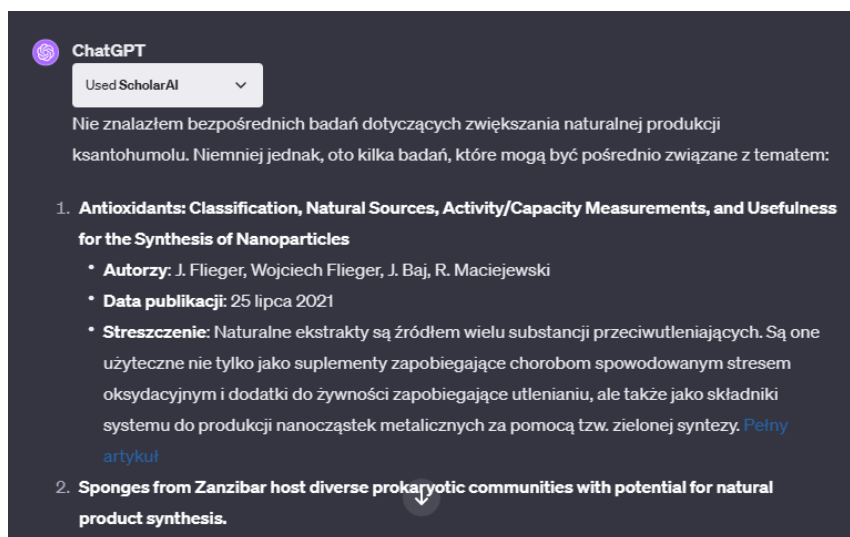 ChatGPT
Used ScholarAI
Nie znalazłem bezpośrednich badań dotyczących zwiększania naturalnej produkcji
ksantohumolu. Niemniej jednak, oto kilka badań, które mogą być pośrednio związane z tematem:
1. Antioxidants: Classification, Natural Sources, Activity/Capacity Measurements, and Usefulness
for the Synthesis of Nanoparticles
• Autorzy: J. Flieger, Wojciech Flieger, J. Baj, R. Maciejewski
• Data publikacji: 25 lipca 2021
• Streszczenie: Naturalne ekstrakty są źródłem wielu substancji przeciwutleniających. Są one
użyteczne nie tylko jako suplementy zapobiegające chorobom spowodowanym stresem
oksydacyjnym i dodatki do żywności zapobiegające utlenianiu, ale także jako składniki
systemu do produkcji nanocząstek metalicznych za pomocą tzw. zielonej syntezy. Pełny
artykuł
2. Sponges from Zanzibar host diverse prokaryotic communities with potential for natural
product synthesis.